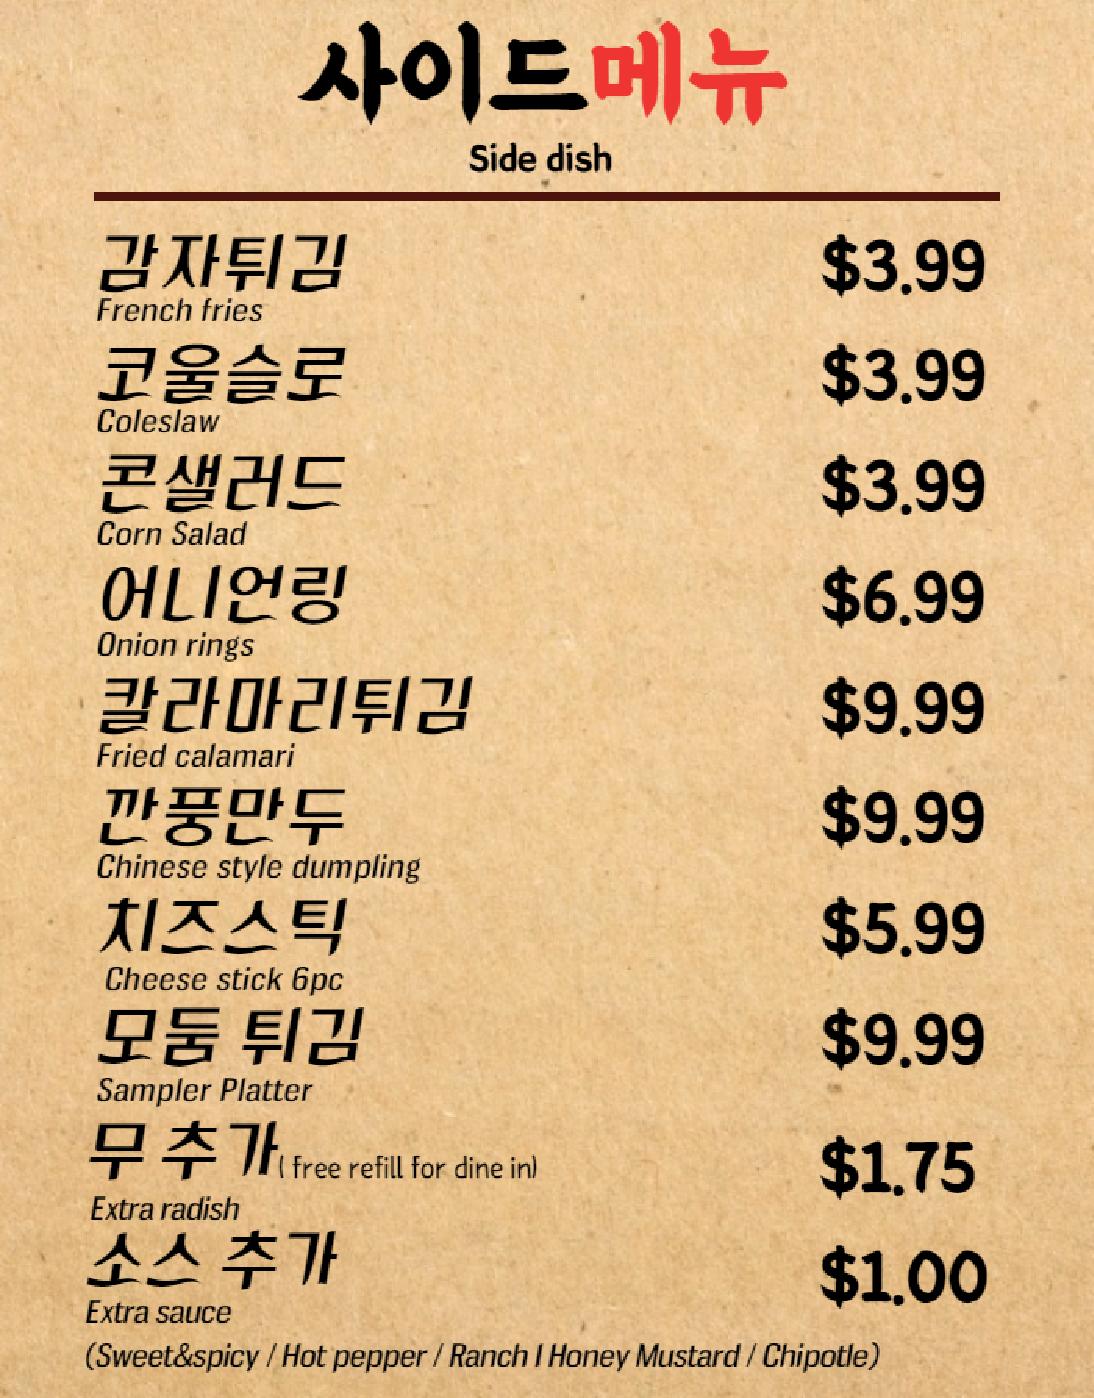 사이드메뉴
Side dish
감자튀김 $3.99
French fries
코울슬로 $3.99
Coleslaw
콘샐러드 $3.99
Corn Salad
어니언링 $6.99
Onion rings
칼라마리튀김 $9.99
Fried calamari
깐풍만두 $9.99
Chinese style dumpling
치즈스틱 $5.99
Cheese stick 6pc
모둠 튀김 $9.99
Sampler Platter
무 추가( free refill for dine in) $1.75
Extra radish
소스 추가 $1.00
Extra sauce
(Sweet&spicy / Hot pepper / Ranch I Honey Mustard / Chipotle)